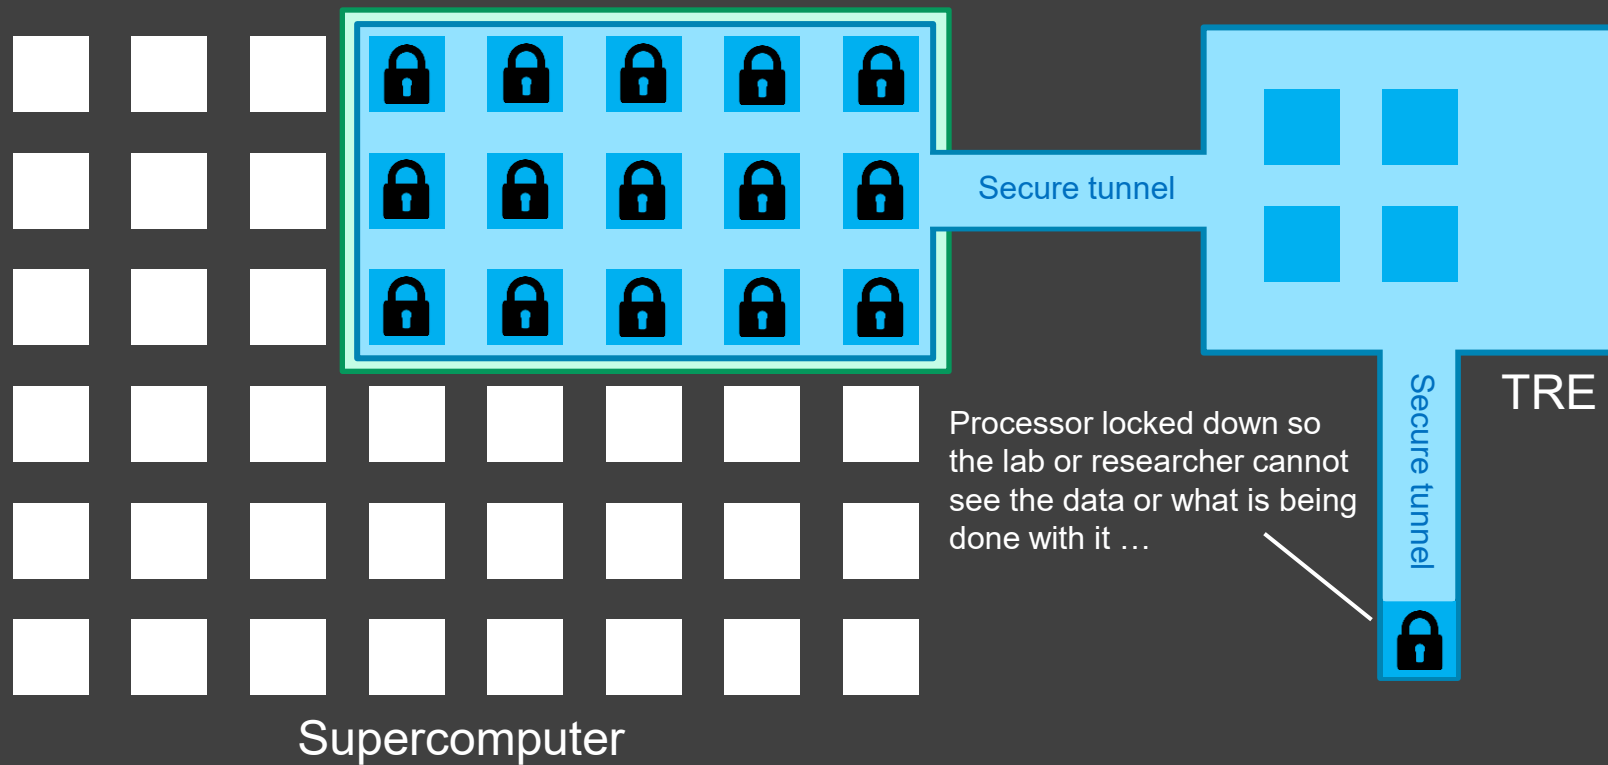 Secure tunnel
TRE
Processor locked down so
the lab or researcher cannot
see the data or what is being
done with it …
Secure tunnel
Supercomputer